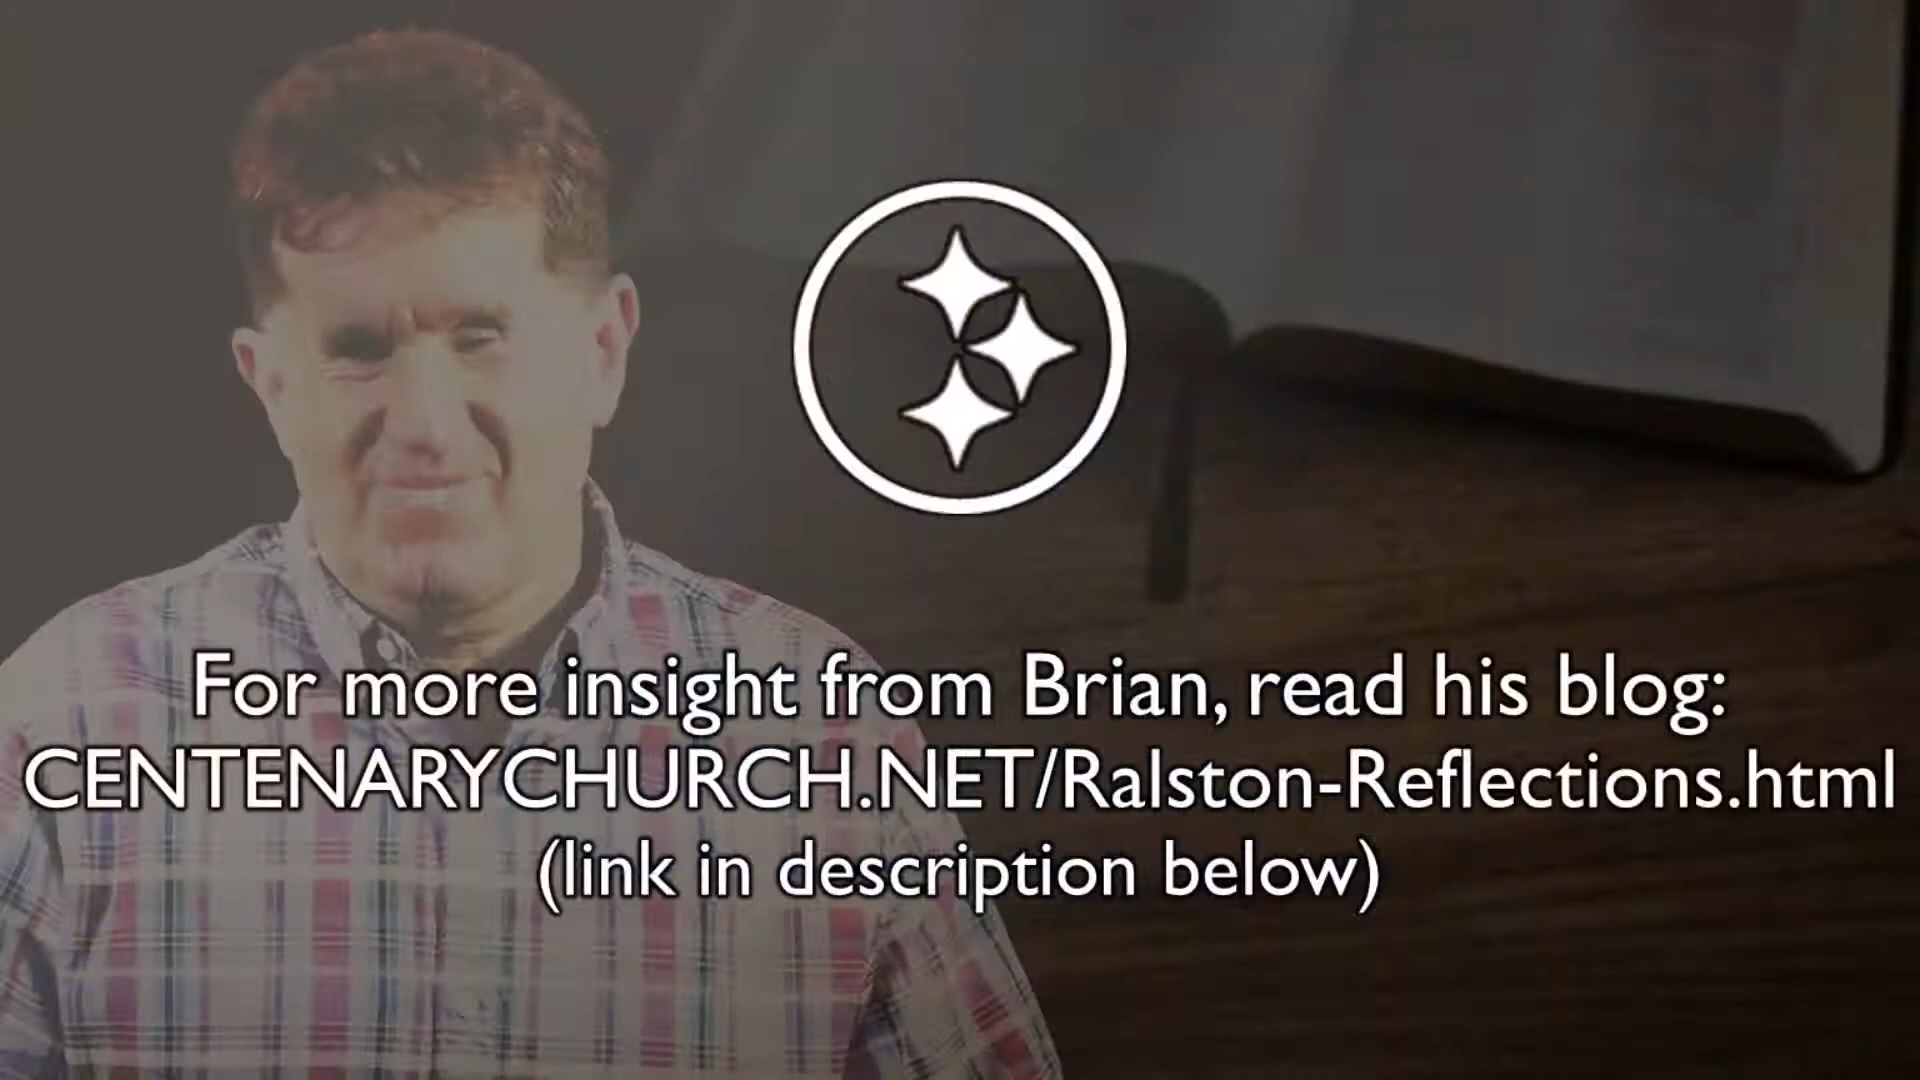 For more insight from Brian, read his blog:
CENTENARYCHURCH.NET/Ralston-Reflections.html
(link in description below)